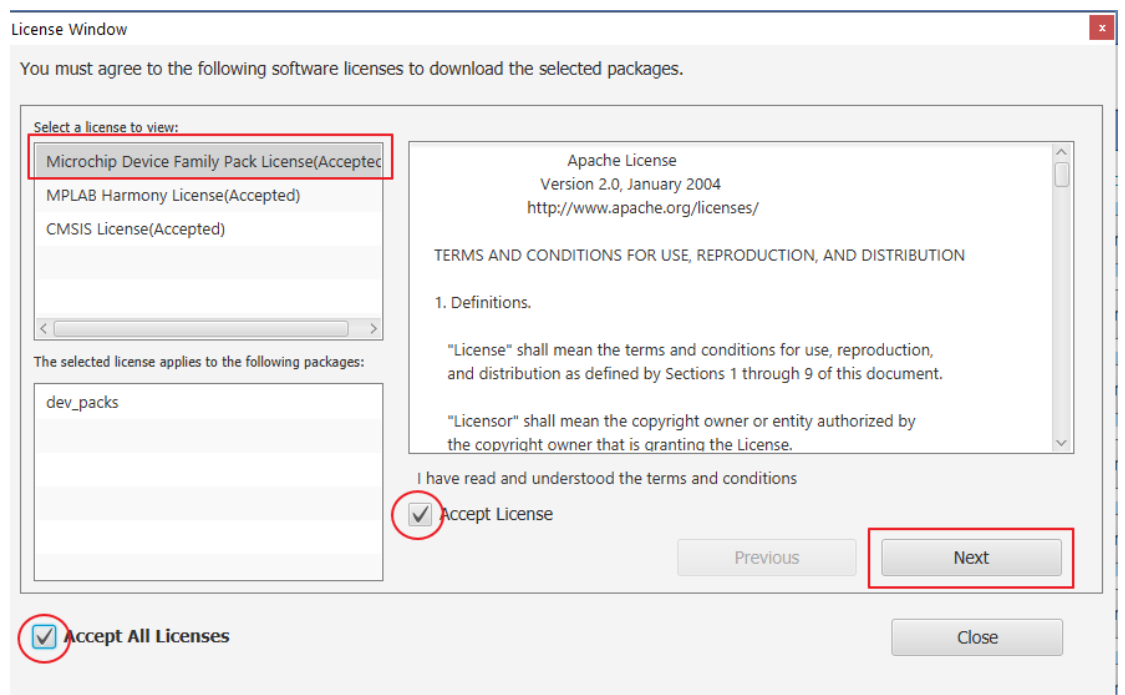 License Window
x
You must agree to the following software licenses to download the selected packages.
Select a license to view:
Microchip Device Family Pack License(Accepted
MPLAB Harmony License(Accepted)
CMSIS License(Accepted)
The selected license applies to the following packages:
dev_packs
Apache License
Version 2.0, January 2004
http://www.apache.org/licenses/
TERMS AND CONDITIONS FOR USE, REPRODUCTION, AND DISTRIBUTION
1. Definitions.
"License" shall mean the terms and conditions for use, reproduction,
and distribution as defined by Sections 1 through 9 of this document.
"Licensor" shall mean the copyright owner or entity authorized by
the copyright owner that is granting the License.
I have read and understood the terms and conditions
Accept License
Previous
Next
Accept All Licenses
Close